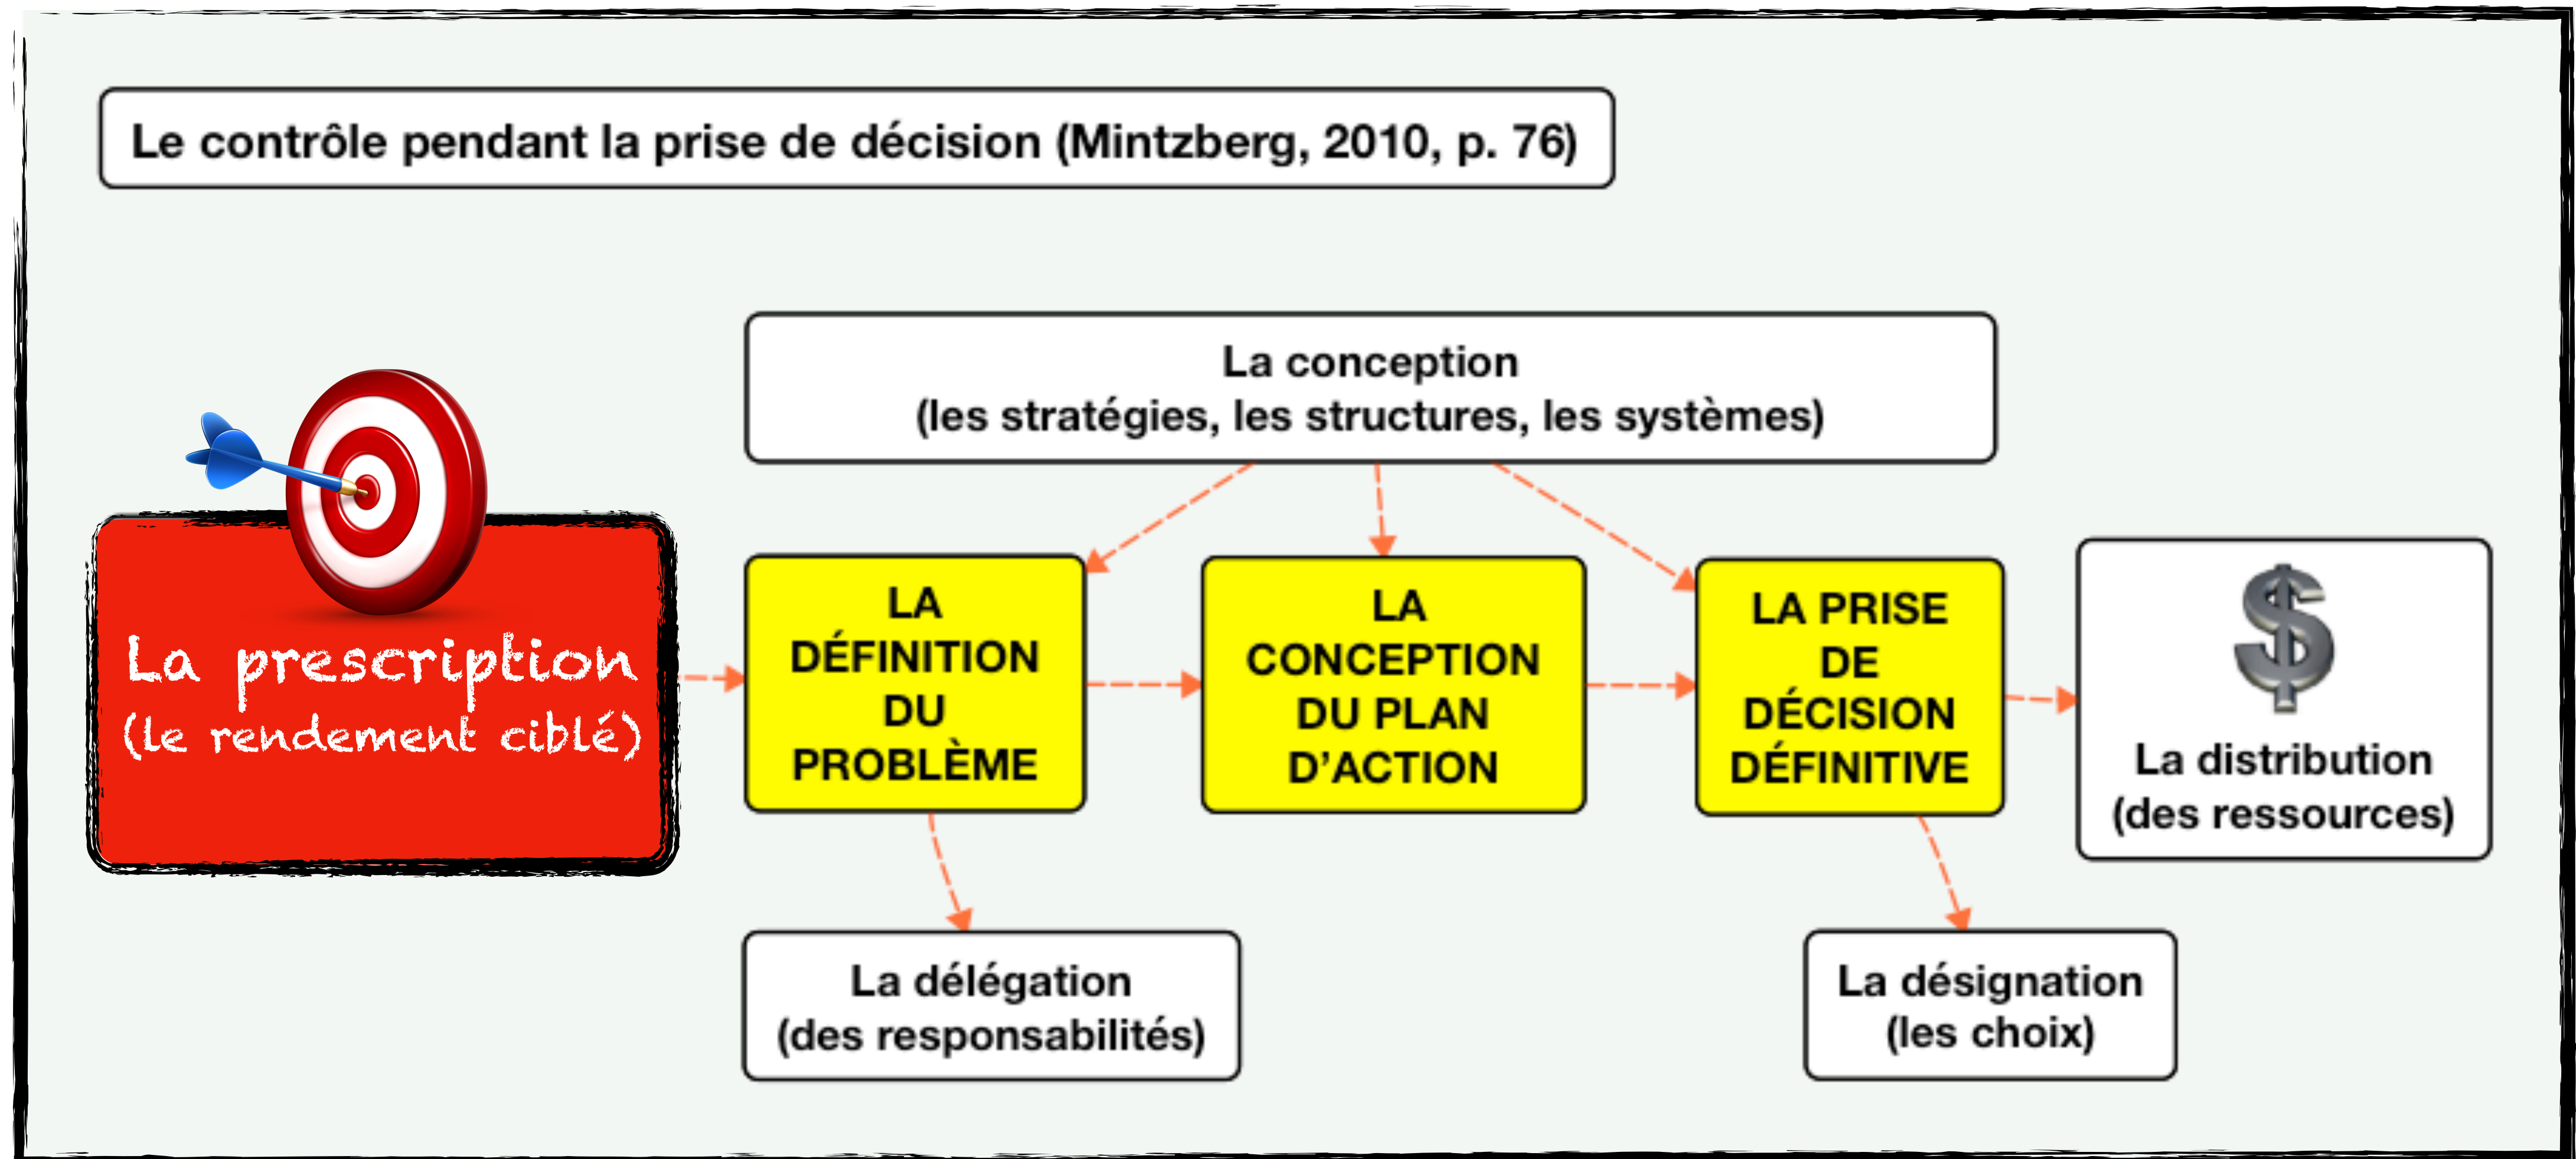 Le contrôle pendant la prise de décision (Mintzberg, 2010, p. 76)
La conception
(les stratégies, les structures, les systèmes)
La prescription
(le rendement ciblé)
LA
DÉFINITION
DU
PROBLÈME
LA
CONCEPTION
DU PLAN
D’ACTION
LA PRISE
DE
DÉCISION
DÉFINITIVE
$
La distribution
(des ressources)
La délégation
(des responsabilités)
La désignation
(les choix)